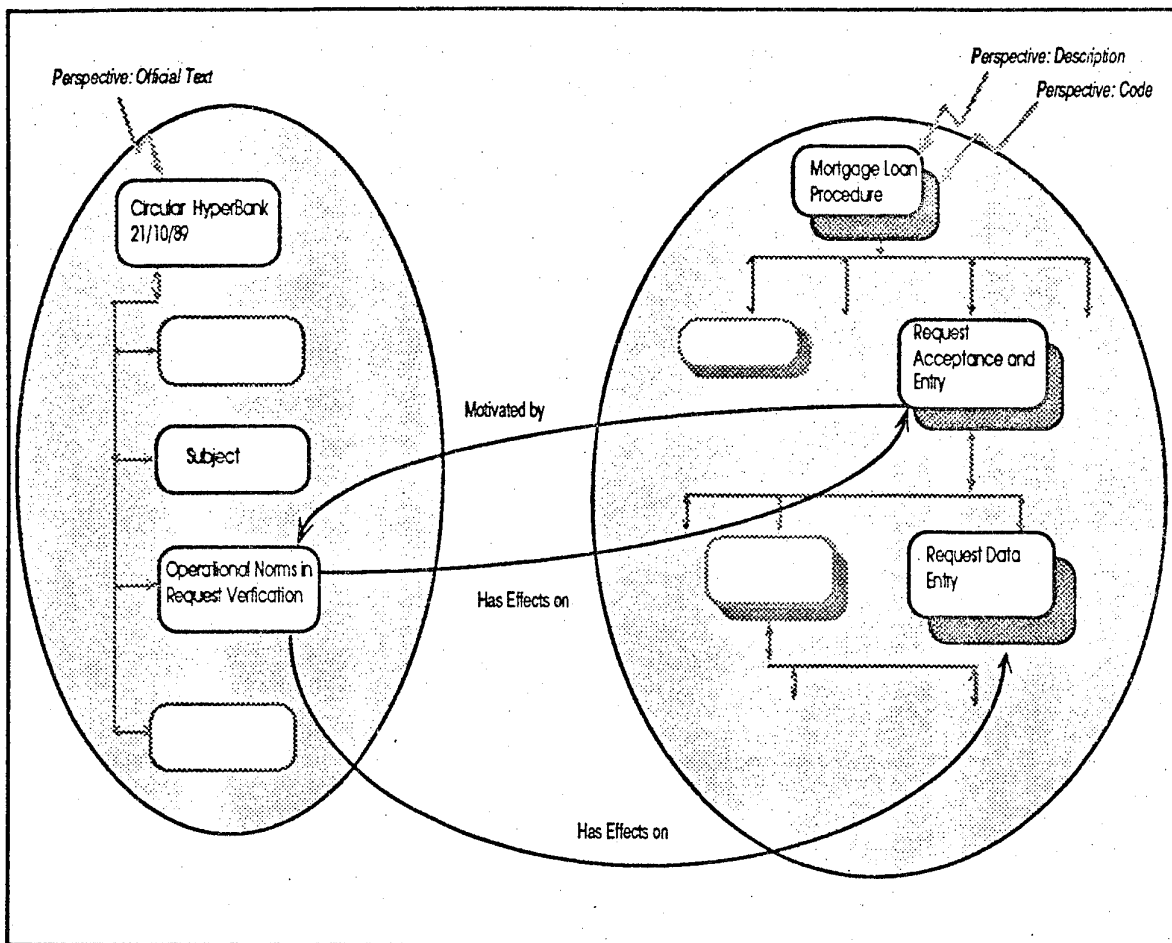 Perspective: Official Text
Perspective: Description
Perspective: Code
Circular HyperBank
21/10/89
Mortgage Loan
Procedure
Request
Acceptance and
Entry
Motivated by
Subject
Operational Norms in
Request Verfication
Has Effects on
Request Data
Entry
Has Effects on